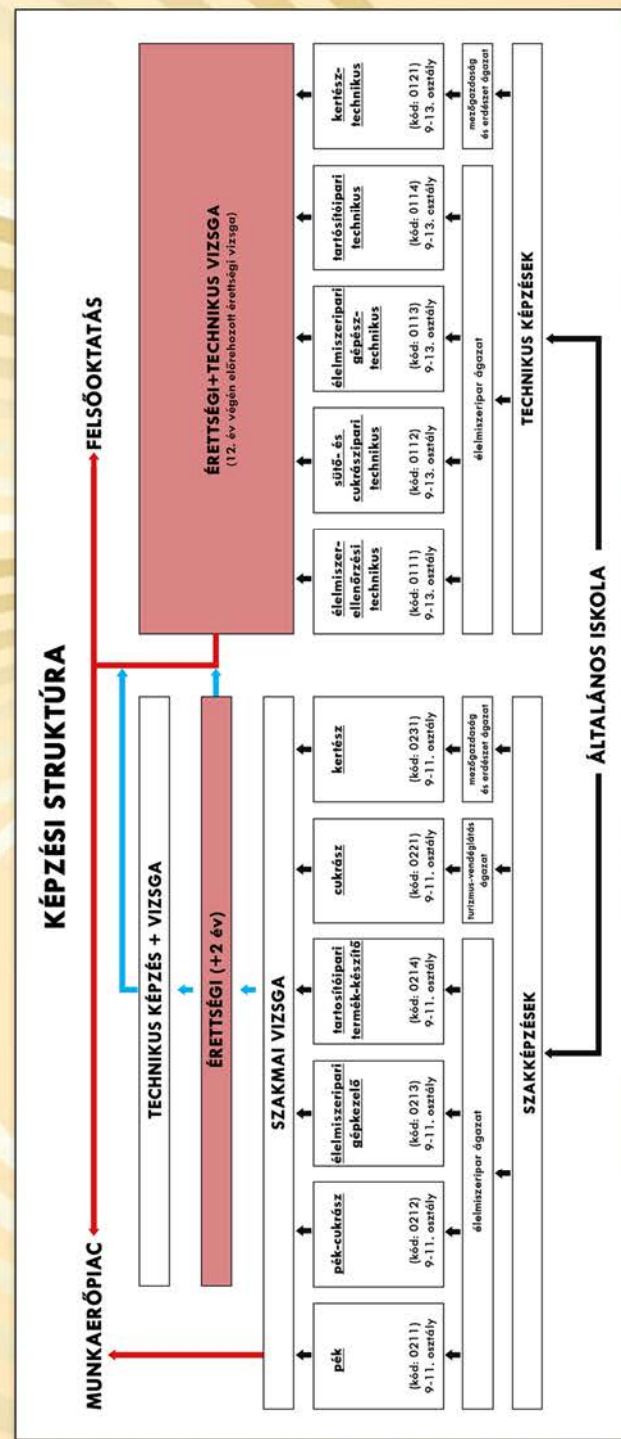 KÉPZÉSI STRUKTÚRA
MUNKAERŐPIAC
FELSŐOKTATÁS
TECHNIKUS KÉPZÉS + VIZSGA
ÉRETTSÉGI (+2 év)
SZAKMAI VIZSGA
ÉRETTSÉGI+TECHNIKUS VIZSGA
(12. év végén előrehozott érettségi vizsga)
pék
(kód: 0211)
9-11. osztály
pék-cukrász
(kód: 0212)
9-11. osztály
élelmiszeripari
gépkezelő
(kód: 0213)
9-11. osztály
tartosítóipari
termék-készítő
(kód: 0214)
9-11. osztály
cukrász
(kód: 0221)
9-11. osztály
kertész
(kód: 0231)
9-11. osztály
élelmiszer-
ellenőrzési
technikus
(kód: 0111)
9-13. osztály
sütő- és
cukrászipari
technikus
(kód: 0112)
9-13. osztály
élelmiszeripari
gépész-
technikus
(kód: 0113)
9-13. osztály
tartósítóipari
technikus
(kód: 0114)
9-13. osztály
kertész-
technikus
(kód: 0121)
9-13. osztály
élelmiszeripar ágazat
turizmus-vendéglátás
ágazat
mezőgazdaság
és erdészet ágazat
élelmiszeripar ágazat
mezőgazdaság
és erdészet ágazat
SZAKKÉPZÉSEK
TECHNIKUS KÉPZÉSEK
ÁLTALÁNOS ISKOLA